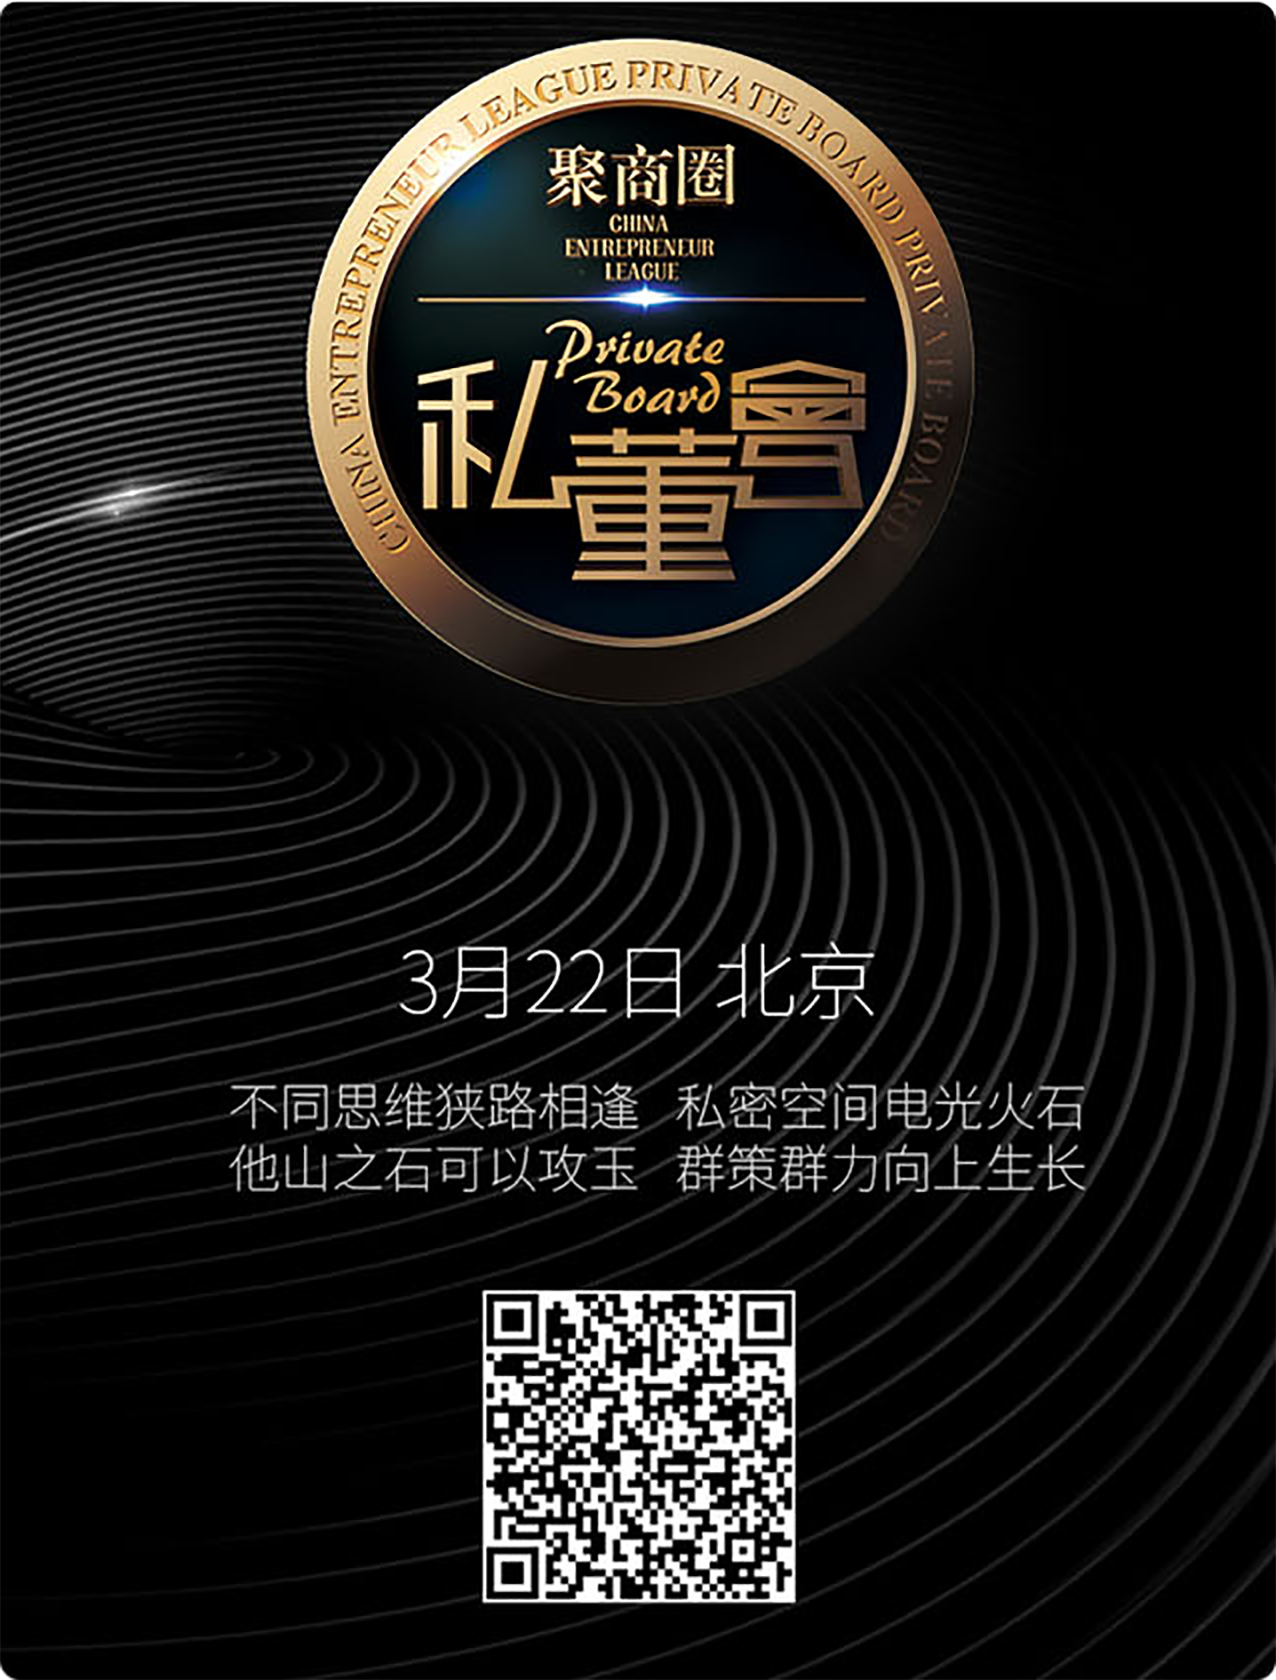 CHINA ENTREPRENEUR LEAGUE PRIVATE BOARD PRIVATE BOARD
聚商圈
CHINA
ENTREPRENEUR
LEAGUE
Private
Board
私董會
3月22日 北京
不同思维狭路相逢 私密空间电光火石
他山之石可以攻玉 群策群力向上生长